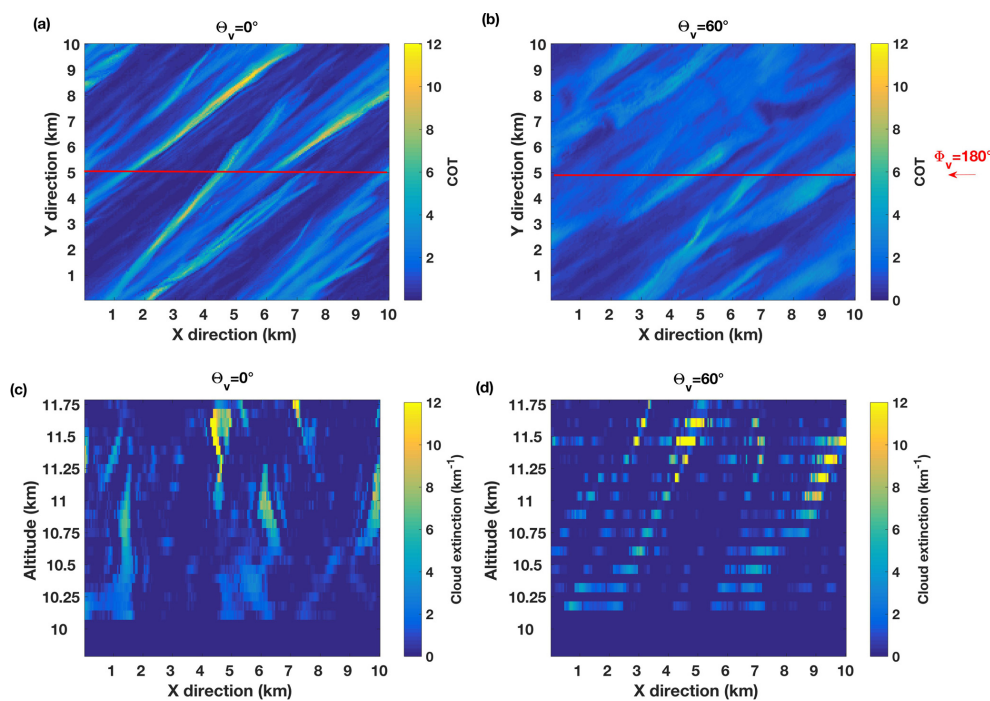 (a)
Θv=0°
10
9
8
7
6
5
4
3
2
1
Y direction (km)
1 2 3 4 5 6 7 8 9 10
X direction (km)
12
10
8
6
4
2
COT
(b)
Θv=60°
10
9
8
7
6
5
4
3
2
1
Y direction (km)
1 2 3 4 5 6 7 8 9 10
X direction (km)
12
10
8
6
4
2
0
COT
Φv=180°
(c)
Θv=0°
11.75
11.5
11.25
11
10.75
10.5
10.25
10
Altitude (km)
1 2 3 4 5 6 7 8 9 10
X direction (km)
12
10
8
6
4
2
0
Cloud extinction (km-1)
(d)
Θv=60°
11.75
11.5
11.25
11
10.75
10.5
10.25
10
Altitude (km)
1 2 3 4 5 6 7 8 9 10
X direction (km)
12
10
8
6
4
2
0
Cloud extinction (km-1)